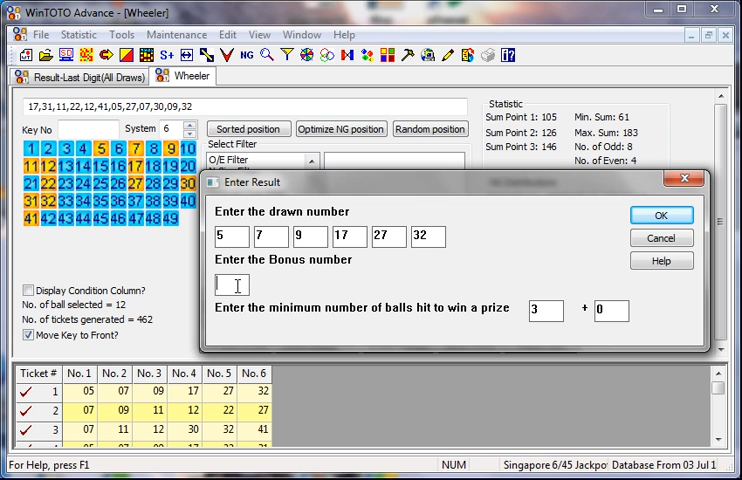 WinTOTO Advance - [Wheeler]
File Statistic Tools Maintenance Edit View Window Help
S+ NG
Result-Last Digit(All Draws) Wheeler
17,31,11,22,12,41,05,27,07,30,09,32
Key No System 6 Sorted position Optimize NG position Random position
Select Filter
O/E Filter
1 2 3 4 5 6 7 8 9 10
11 12 13 14 15 16 17 18 19 20
21 22 23 24 25 26 27 28 29 30
31 32 33 34 35 36 37 38 39 40
41 42 43 44 45 46 47 48 49
Statistic
Sum Point 1: 105 Min. Sum: 61
Sum Point 2: 126 Max. Sum: 183
Sum Point 3: 146 No. of Odd: 8
No. of Even: 4
Enter Result
Enter the drawn number
5 7 9 17 27 32
Enter the Bonus number
Enter the minimum number of balls hit to win a prize 3 + 0
OK
Cancel
Help
Display Condition Column?
No. of ball selected = 12
No. of tickets generated = 462
Move Key to Front?
Ticket # No. 1 No. 2 No. 3 No. 4 No. 5 No. 6
1 05 07 09 17 27 32
2 07 09 11 12 22 27
3 07 11 12 30 32 41
For Help, press F1 NUM Singapore 6/45 Jackpo Database From 03 Jul 1